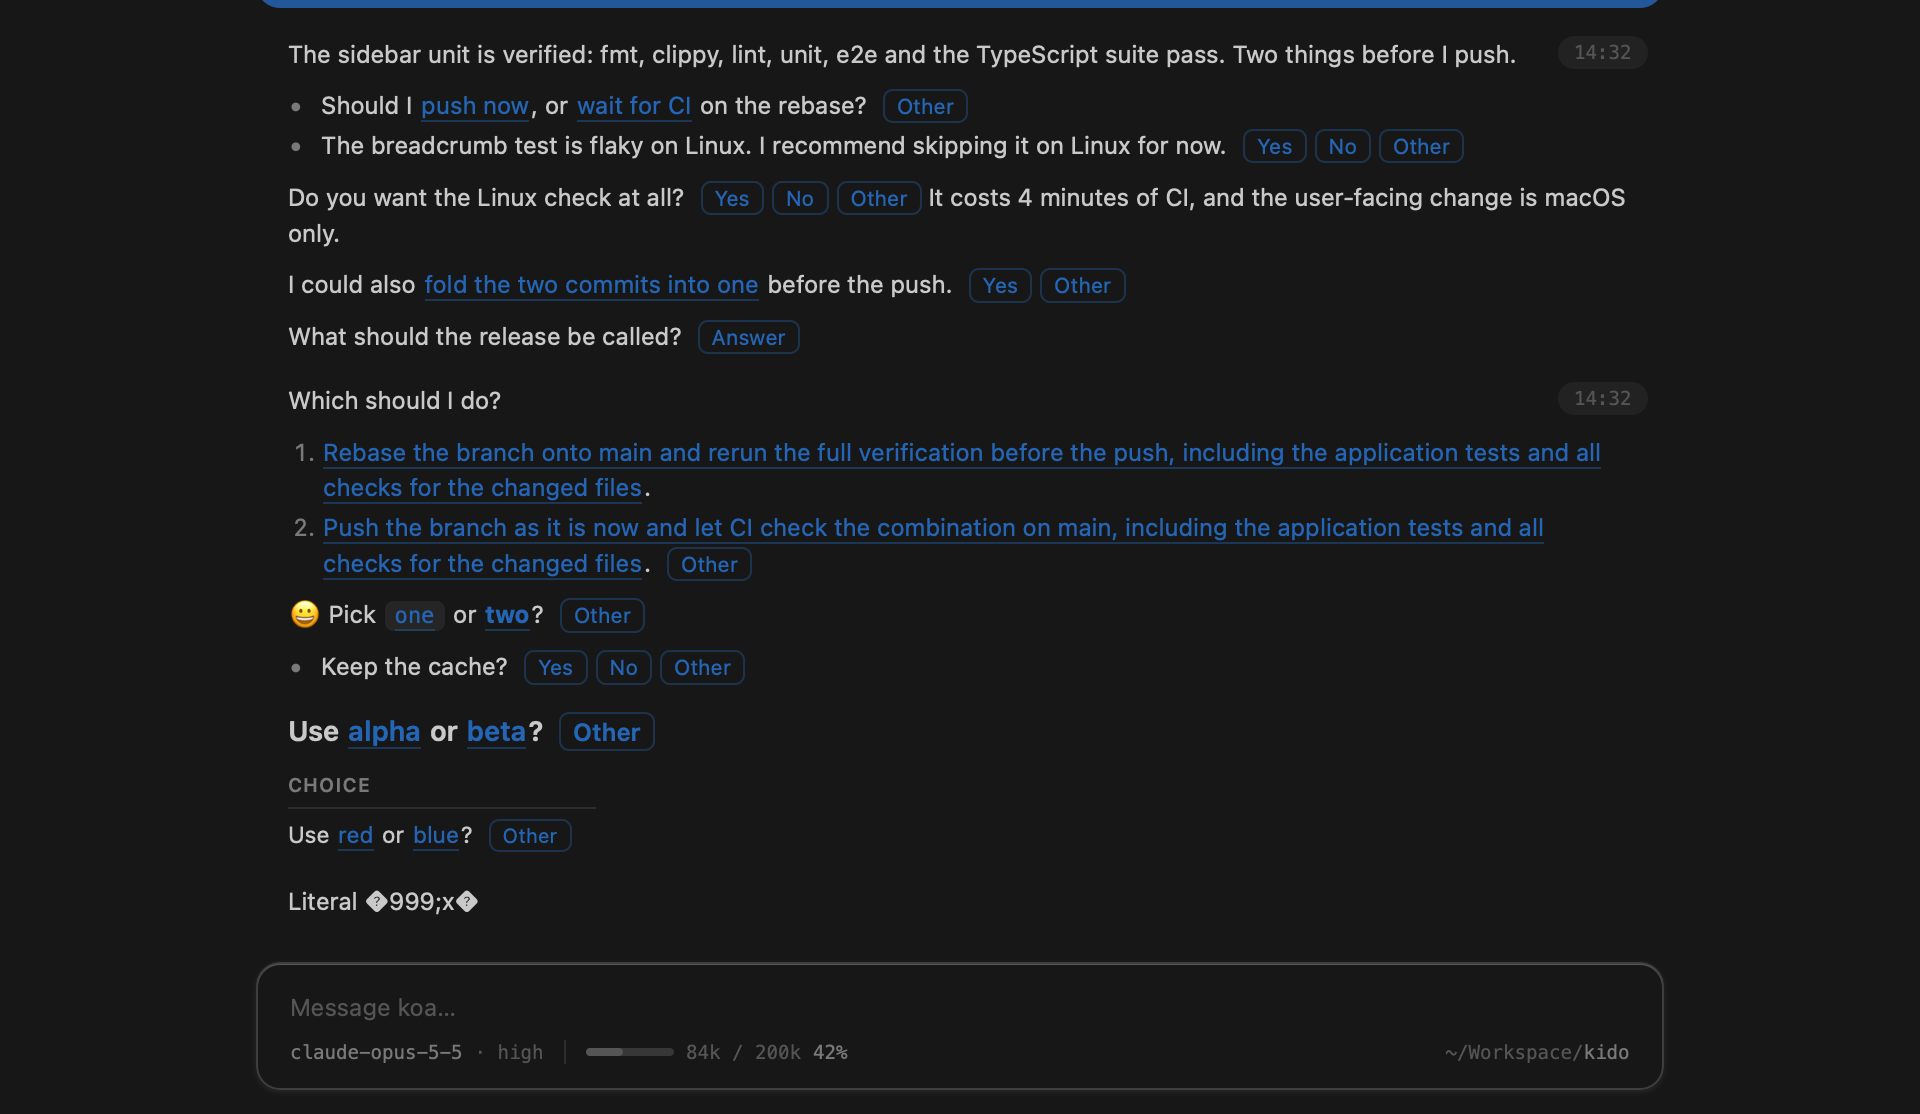 The sidebar unit is verified: fmt, clippy, lint, unit, e2e and the TypeScript suite pass. Two things before I push. 14:32
• Should I push now, or wait for CI on the rebase? Other
• The breadcrumb test is flaky on Linux. I recommend skipping it on Linux for now. Yes No Other
Do you want the Linux check at all? Yes No Other It costs 4 minutes of CI, and the user-facing change is macOS
only.
I could also fold the two commits into one before the push. Yes Other
What should the release be called? Answer
Which should I do? 14:32
1. Rebase the branch onto main and rerun the full verification before the push, including the application tests and all
checks for the changed files.
2. Push the branch as it is now and let CI check the combination on main, including the application tests and all
checks for the changed files. Other
😀 Pick one or two? Other
• Keep the cache? Yes No Other
Use alpha or beta? Other
CHOICE
Use red or blue? Other
Literal �999;x�
Message koa...
claude-opus-5-5 · high 84k / 200k 42% ~/Workspace/kido